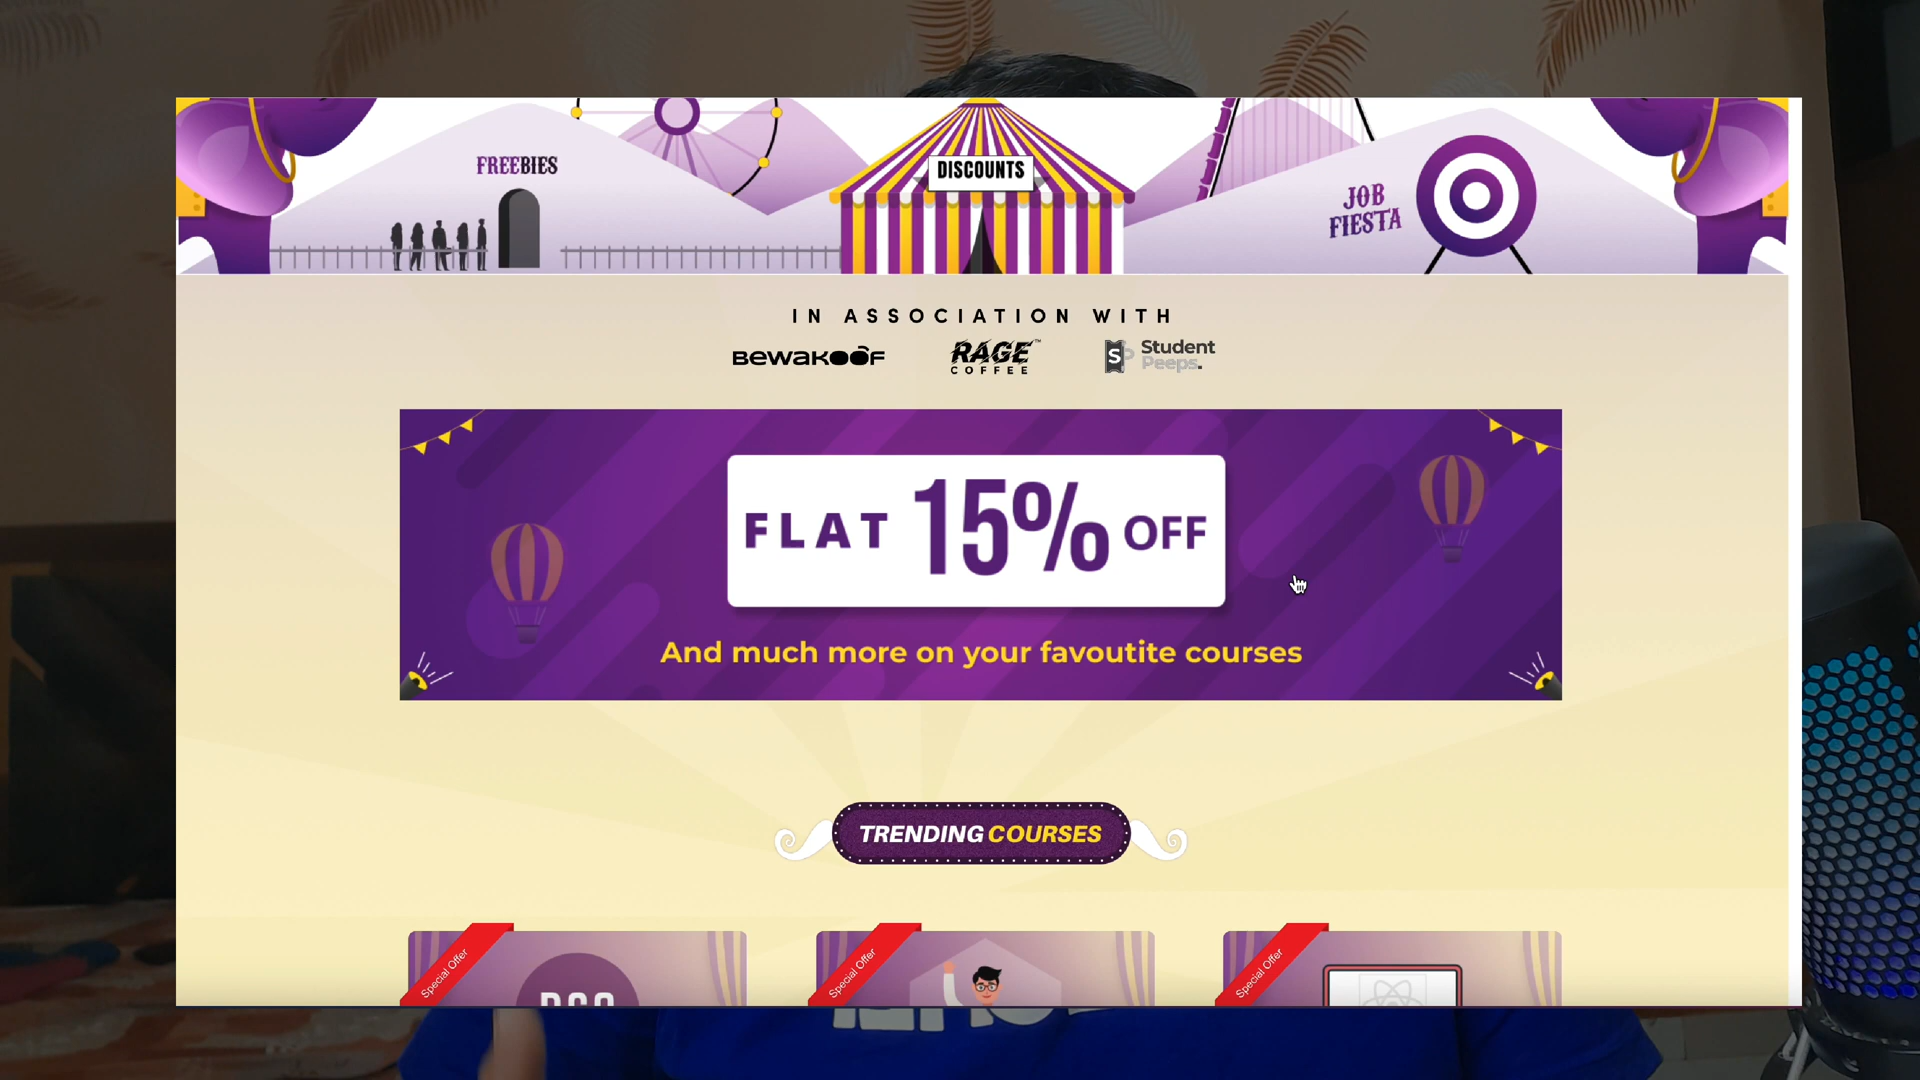 FREEBIES
DISCOUNTS
JOB
FIESTA
IN ASSOCIATION WITH
BEWAKOOF
RAGE™
COFFEE
S
Student
Peeps.
FLAT 15% OFF
And much more on your favoutite courses
TRENDING COURSES
Special Offer
Special Offer
Special Offer